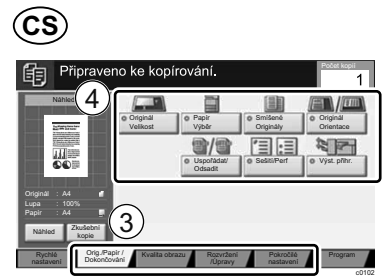 CS
Připraveno ke kopírování.
Počet kopií
1
Náhled
4
Originál
Velikost
Papír
Výběr
Smíšené
Originály
Originál
Orientace
Uspořádat/
Odsadit
Sešití/Perf
Výst. přihr.
Originál : A4
Lupa : 100%
Papír : A4
Náhled
Zkušební
kopie
3
Rychlé
nastavení
Orig./Papír /
Dokončování
Kvalita obrazu
Rozvržení
/Úpravy
Pokročilé
nastavení
Program
c0102